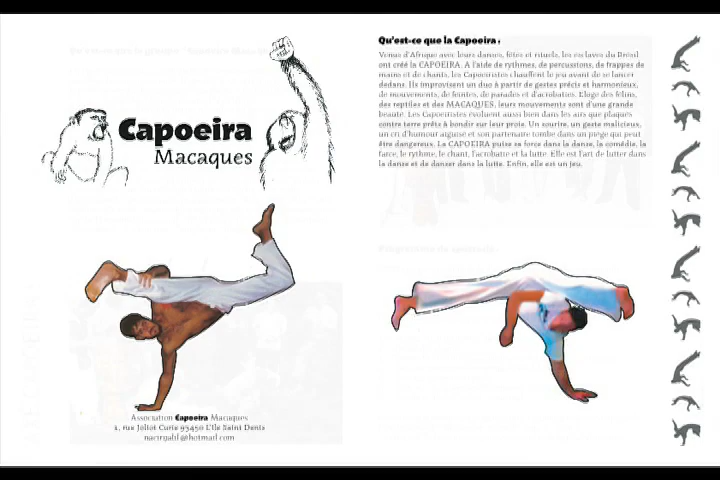 Capoeira
Macaques
Association Capoeira Macaques
1, rue Joliot Curie 93450 L'Ile Saint Denis
Qu'est-ce que la Capoeira :
Venus d'Afrique avec leurs danses, fêtes et rituels, les esclaves du Brésil
ont créé la CAPOEIRA. A l'aide de rythmes, de percussions, de frappes de
mains et de chants, les Capoeiristes chauffent le jeu avant de se lancer
dedans. Ils improvisent un duo à partir de gestes précis et harmonieux,
de mouvements, de feintes, de parades et d'acrobaties. Eloge des félins,
des reptiles et des MACAQUES, leurs mouvements sont d'une grande
beauté. Les Capoeiristes évoluent aussi bien dans les airs que plaqués
contre terre prêts à bondir sur leur proie. Un sourire, un geste malicieux,
un cri d'humour aiguise et son partenaire tombe dans un piège qui peut
être dangereux. La CAPOEIRA puise sa force dans la danse, la comédie, la
farce, le rythme, le chant, l'acrobatie et la lutte. Elle est l'art de lutter dans
la danse et de danser dans la lutte. Enfin, elle est un jeu.